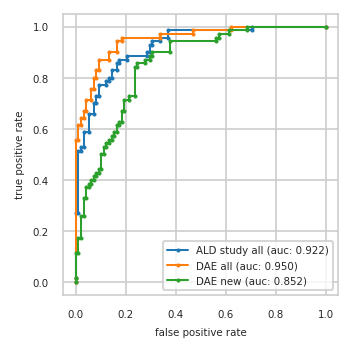 true positive rate
1.0
0.8
0.6
0.4
0.2
0.0
ALD study all (auc: 0.922)
DAE all (auc: 0.950)
DAE new (auc: 0.852)
0.0 0.2 0.4 0.6 0.8 1.0
false positive rate